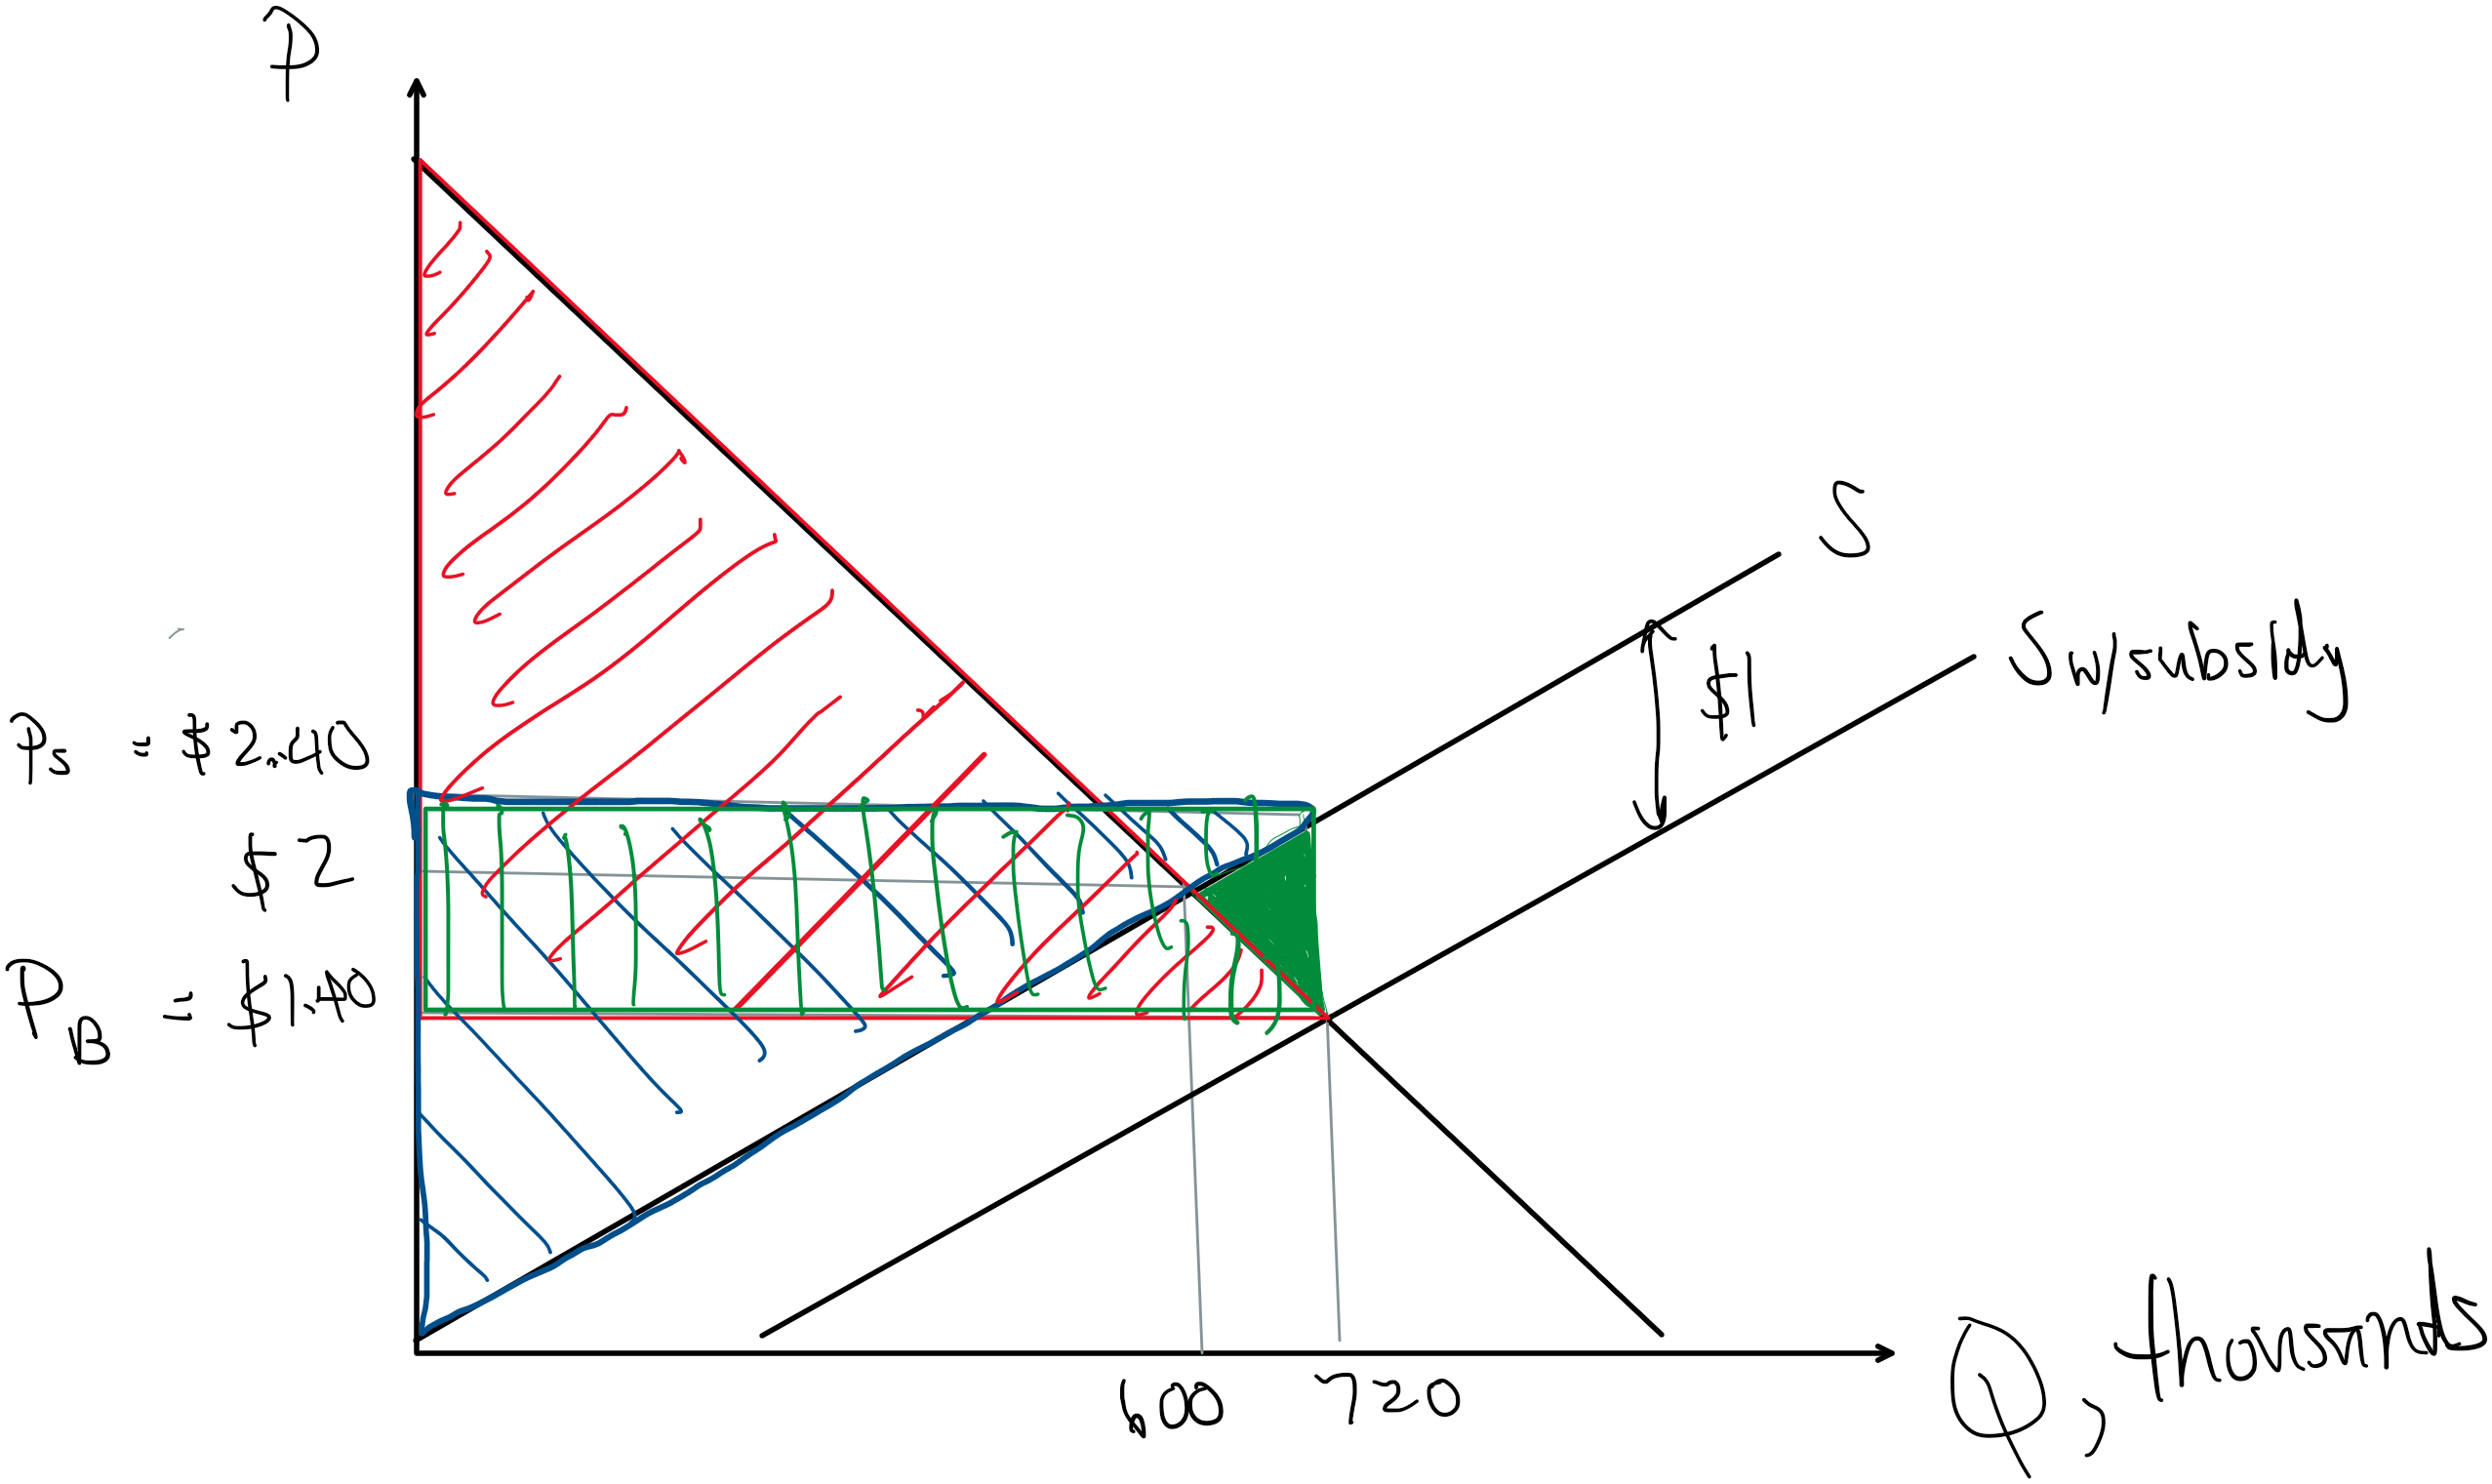 P
S
S w/subsidy
$1
Ps = $2.40
$2
PB = $1.40
600
720
Q, thousands